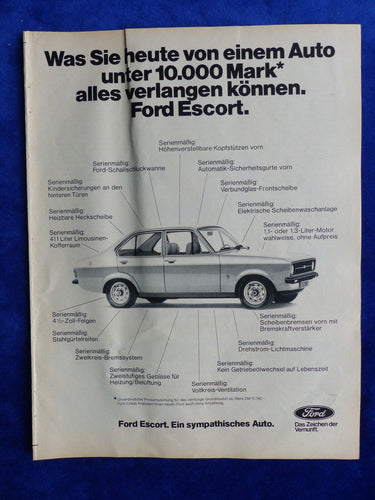 Was Sie heute von einem Auto
unter 10.000 Mark*
alles verlangen können.
Ford Escort.
Serienmäßig:
Höhenverstellbare Kopfstützen vorn
Serienmäßig:
Ford-Schallschluckwanne
Serienmäßig:
Automatik-Sicherheitsgurte vorn
Serienmäßig:
Kindersicherungen an den
hinteren Türen
Serienmäßig:
Verbundglas-Frontscheibe
Serienmäßig:
Heizbare Heckscheibe
Serienmäßig:
Elektrische Scheibenwaschanlage
Serienmäßig:
411 Liter Limousinen-
Kofferraum
Serienmäßig:
1,1- oder 1,3-Liter-Motor
wahlweise, ohne Aufpreis
Serienmäßig:
4½-Zoll-Felgen
Serienmäßig:
Scheibenbremsen vorn mit
Bremskraftverstärker
Serienmäßig:
Stahlgürtelreifen
Serienmäßig:
Drehstrom-Lichtmaschine
Serienmäßig:
Zweikreis-Bremssystem
Serienmäßig:
Kein Getriebeölwechsel auf Lebenszeit
Serienmäßig:
Zweistufiges Gebläse für
Heizung/Belüftung
Serienmäßig:
Vollkreis-Ventilation
Ford Escort. Ein sympathisches Auto.
Ford
Das Zeichen der
Vernunft.